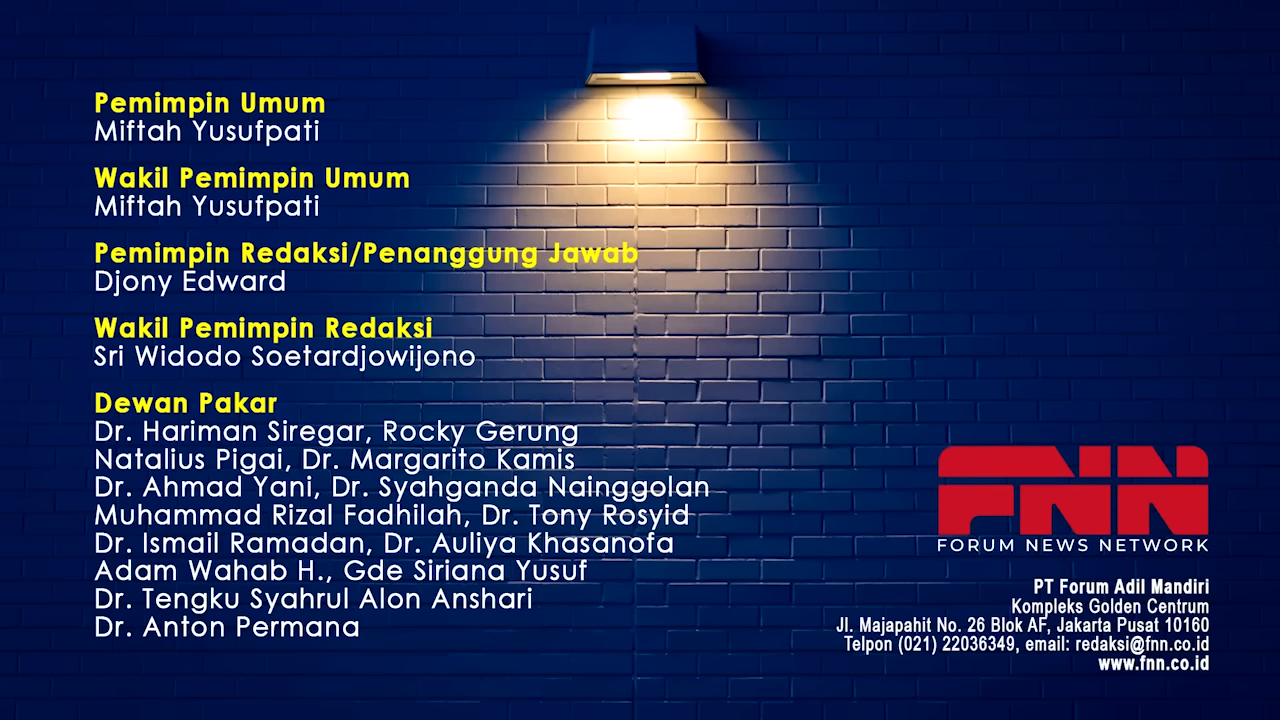 Pemimpin Umum
Miftah Yusufpati
Wakil Pemimpin Umum
Miftah Yusufpati
Pemimpin Redaksi/Penanggung Jawab
Djony Edward
Wakil Pemimpin Redaksi
Sri Widodo Soetardjowijono
Dewan Pakar
Dr. Hariman Siregar, Rocky Gerung
Natalius Pigai, Dr. Margarito Kamis
Dr. Ahmad Yani, Dr. Syahganda Nainggolan
Muhammad Rizal Fadhilah, Dr. Tony Rosyid
Dr. Ismail Ramadan, Dr. Auliya Khasanofa
Adam Wahab H., Gde Siriana Yusuf
Dr. Tengku Syahrul Alon Anshari
Dr. Anton Permana
FNN
FORUM NEWS NETWORK
PT Forum Adil Mandiri
Kompleks Golden Centrum
Jl. Majapahit No. 26 Blok AF, Jakarta Pusat 10160
Telpon (021) 22036349, email: redaksi@fnn.co.id
www.fnn.co.id